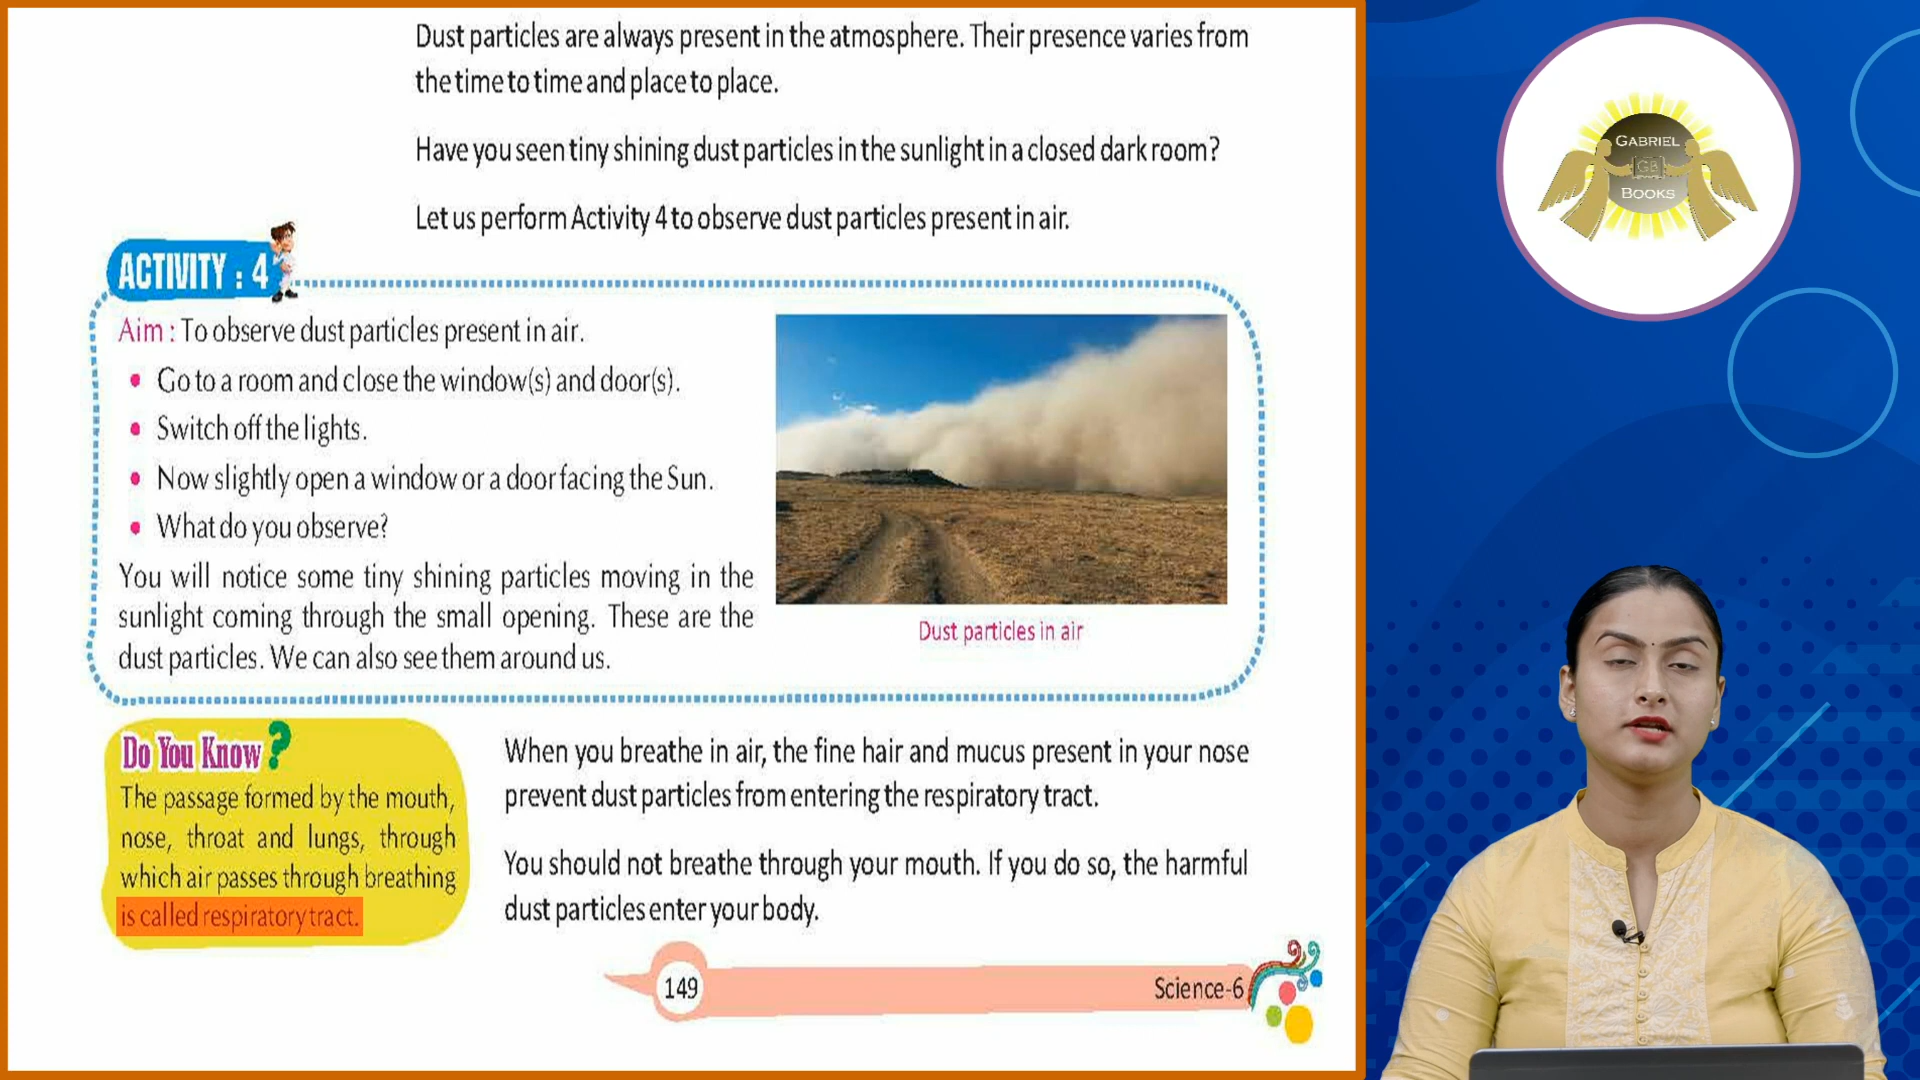 Dust particles are always present in the atmosphere. Their presence varies from
the time to time and place to place.
Have you seen tiny shining dust particles in the sunlight in a closed dark room?
Let us perform Activity 4 to observe dust particles present in air.
ACTIVITY : 4
Aim : To observe dust particles present in air.
• Go to a room and close the window(s) and door(s).
• Switch off the lights.
• Now slightly open a window or a door facing the Sun.
• What do you observe?
You will notice some tiny shining particles moving in the
sunlight coming through the small opening. These are the
dust particles. We can also see them around us.
Dust particles in air
Do You Know?
The passage formed by the mouth,
nose, throat and lungs, through
which air passes through breathing
is called respiratory tract.
When you breathe in air, the fine hair and mucus present in your nose
prevent dust particles from entering the respiratory tract.
You should not breathe through your mouth. If you do so, the harmful
dust particles enter your body.
149
Science-6
GABRIEL
GB
BOOKS